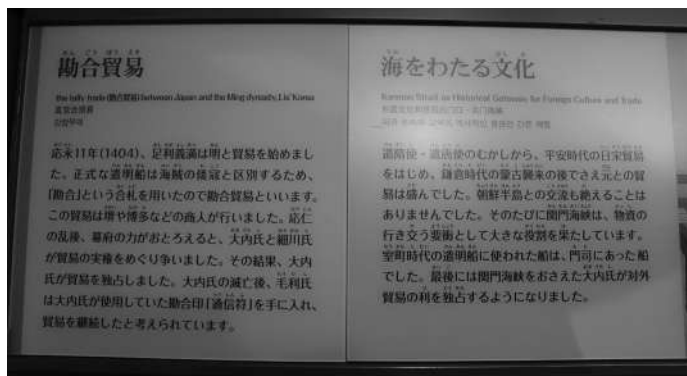 勘合貿易
the tally trade (勘合貿易) between Japan and the Ming dynasty,
応永11年(1404)、足利義満は明と貿易を始めまし
た。正式な遣明船は海賊の倭寇と区別するため、
「勘合」という合札を用いたので勘合貿易といいます。
この貿易は堺や博多などの商人が行いました。応仁
の乱後、幕府の力がおとろえると、大内氏と細川氏
が貿易の実権をめぐり争いました。その結果、大内
氏が貿易を独占しました。大内氏の滅亡後、毛利氏
は大内氏が使用していた勘合印「通信符」を手に入れ、
貿易を継続したと考えられています。
海をわたる文化
Kanmon Strait as Historical Gateway for Foreign Culture and Trade
遣隋使・遣唐使のむかしから、平安時代の日宋貿易
をはじめ、鎌倉時代の蒙古襲来の後でさえ元との貿
易は盛んでした。朝鮮半島との交流も絶えることは
ありませんでした。そのたびに関門海峡は、物資の
行き交う要衝として大きな役割を果たしています。
室町時代の遣明船に使われた船は、門司にあった船
でした。最後には関門海峡をおさえた大内氏が対外
貿易の利を独占するようになりました。